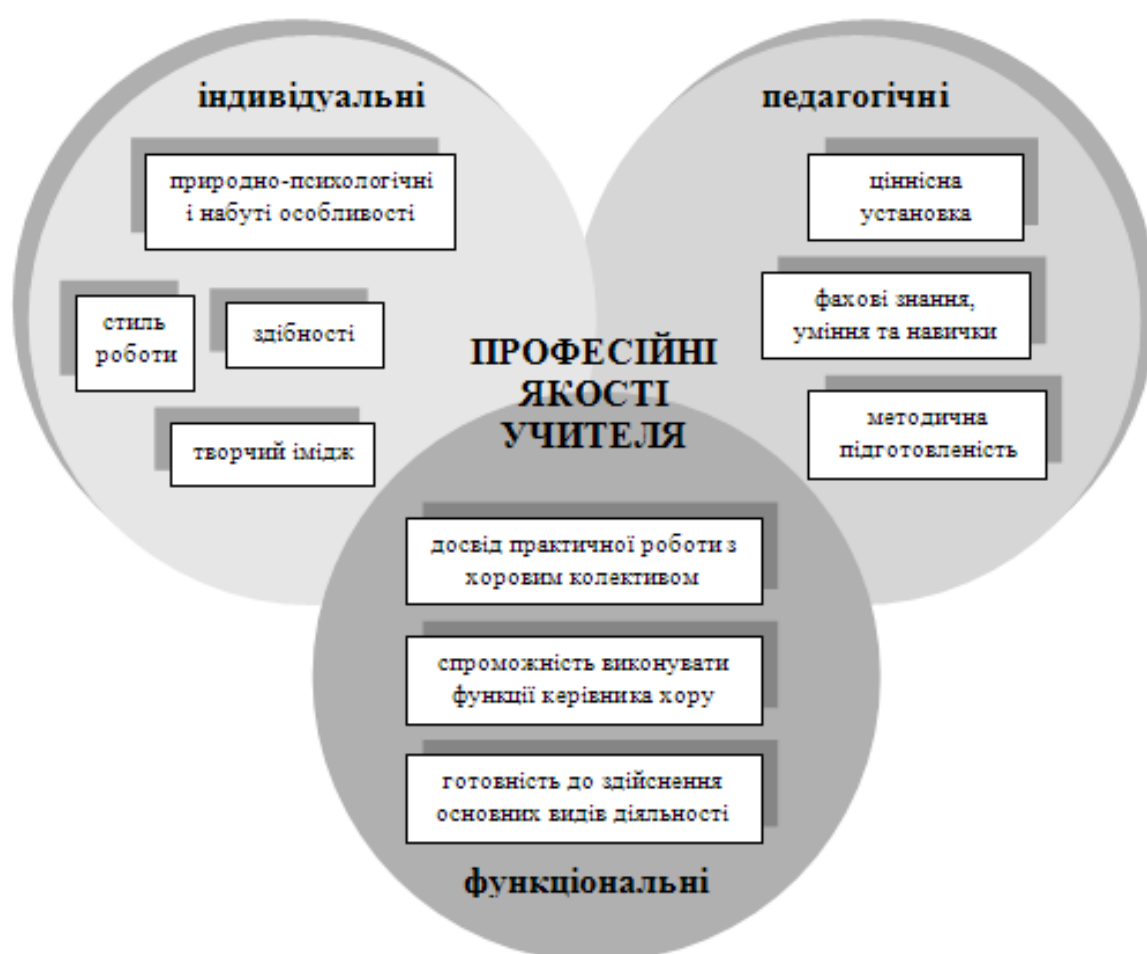 індивідуальні
природно-психологічні
і набуті особливості
стиль
роботи
здібності
творчий імідж
педагогічні
ціннісна
установка
фахові знання,
уміння та навички
методична
підготовленість
ПРОФЕСІЙНІ
ЯКОСТІ
УЧИТЕЛЯ
досвід практичної роботи з
хоровим колективом
спроможність виконувати
функції керівника хору
готовність до здійснення
основних видів діяльності
функціональні